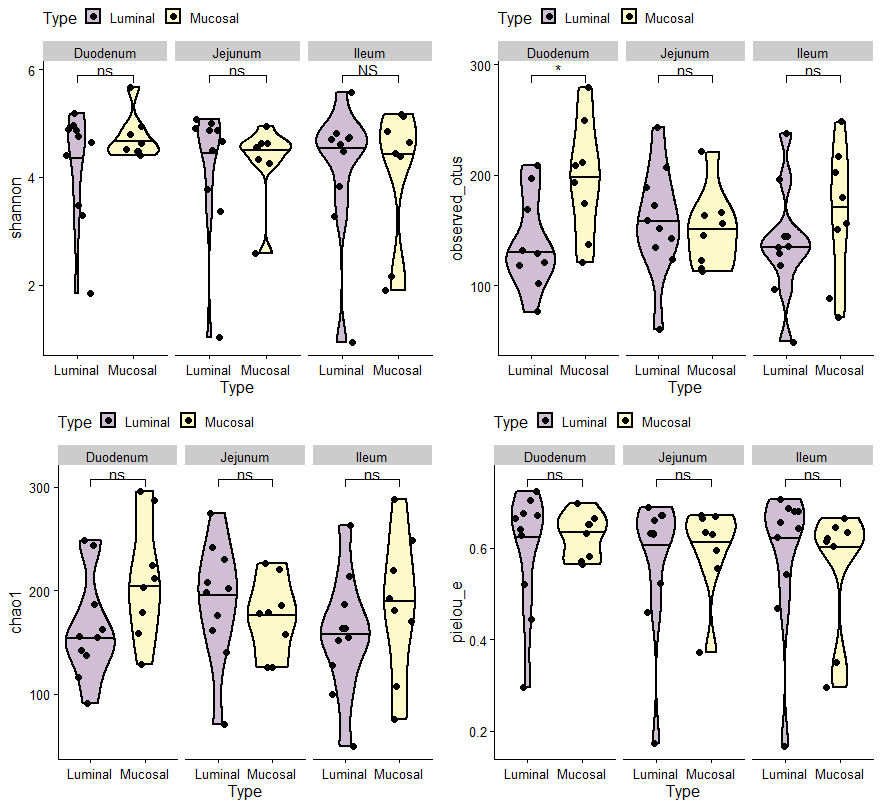 Type Luminal Mucosal
Duodenum Jejunum Ileum
ns ns NS
6
4
2
shannon
Luminal Mucosal Luminal Mucosal Luminal Mucosal
Type
Type Luminal Mucosal
Duodenum Jejunum Ileum
* ns ns
300
200
100
observed_otus
Luminal Mucosal Luminal Mucosal Luminal Mucosal
Type
Type Luminal Mucosal
Duodenum Jejunum Ileum
ns ns ns
300
200
100
chao1
Luminal Mucosal Luminal Mucosal Luminal Mucosal
Type
Type Luminal Mucosal
Duodenum Jejunum Ileum
ns ns ns
0.6
0.4
0.2
pielou_e
Luminal Mucosal Luminal Mucosal Luminal Mucosal
Type